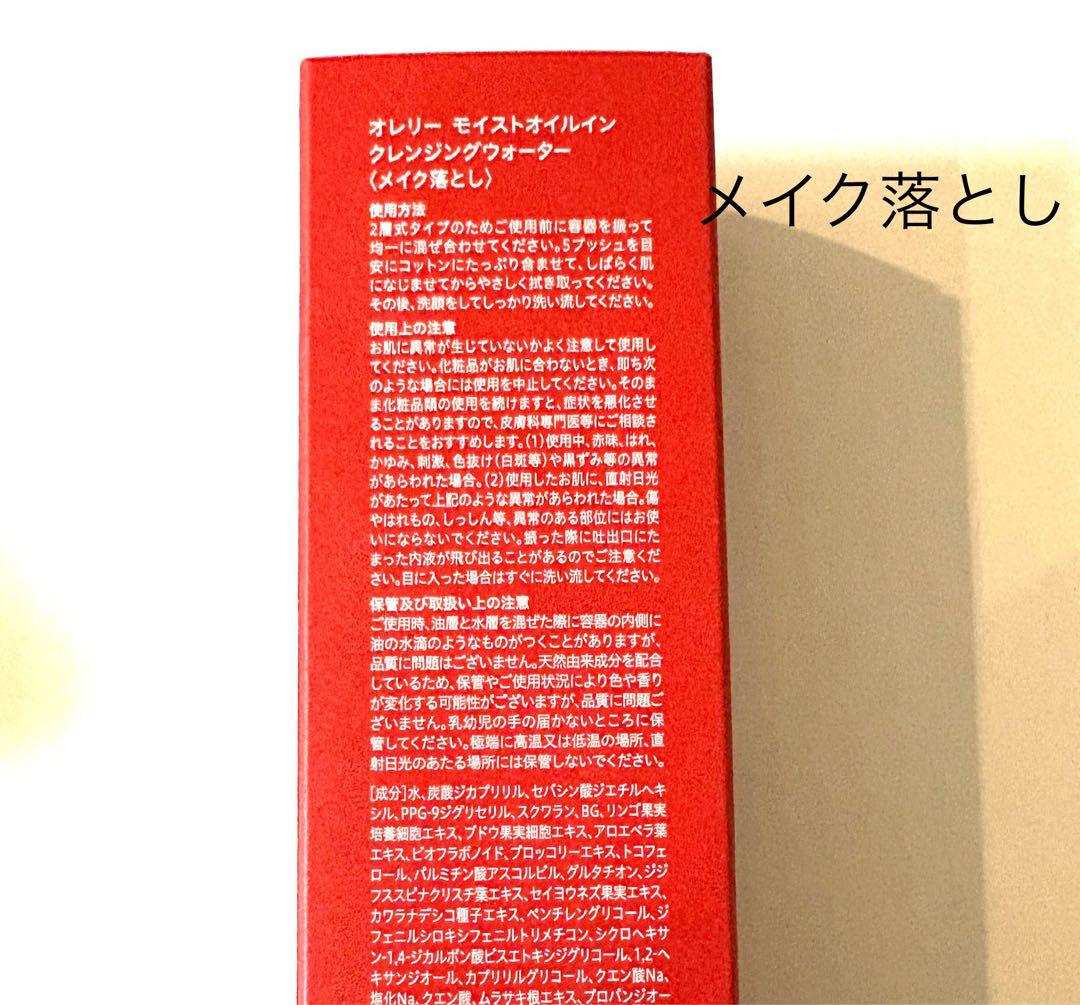 オレリー モイストオイルイン
クレンジングウォーター
〈メイク落とし〉
メイク落とし
使用方法
2層式タイプのためご使用前に容器を振って
均一に混ぜ合わせてください。5プッシュを目
安にコットンにたっぷり含ませて、しばらく肌
になじませてからやさしく拭き取ってください。
その後、洗顔をしてしっかり洗い流してください。
使用上の注意
お肌に異常が生じていないかよく注意して使用し
てください。化粧品がお肌に合わないとき、即ち次
のような場合には使用を中止してください。そのま
ま化粧品類の使用を続けますと、症状を悪化させ
ることがありますので、皮膚科専門医等にご相談さ
れることをおすすめします。(1)使用中、赤味、はれ、
かゆみ、刺激、色抜け(白斑等)や黒ずみ等の異常
があらわれた場合。(2)使用したお肌に、直射日光
があたって上記のような異常があらわれた場合。傷
やはれもの、しっしん等、異常のある部位にはお使
いにならないでください。振った際に吐出口にた
まった内液が飛び出ることがあるのでご注意くだ
さい。目に入った場合はすぐに洗い流してください。
保管及び取扱い上の注意
ご使用時、油層と水層を混ぜた際に容器の内側に
油の水滴のようなものがつくことがありますが、
品質に問題はございません。天然由来成分を配合
しているため、保管やご使用状況により色や香り
が変化する可能性がございますが、品質に問題ご
ざいません。乳幼児の手の届かないところに保
管してください。極端に高温又は低温の場所、直
射日光のあたる場所には保管しないでください。
[成分]水、炭酸ジカプリリル、セバシン酸ジエチルヘキ
シル、PPG-9ジグリセリル、スクワラン、BG、リンゴ果実
培養細胞エキス、ブドウ果実細胞エキス、アロエベラ葉
エキス、ビオフラボノイド、ブロッコリーエキス、トコフェ
ロール、パルミチン酸アスコルビル、グルタチオン、ジジ
フススピナクリスチ葉エキス、セイヨウネズ果実エキス、
カワラナデシコ種子エキス、ペンチレングリコール、ジ
フェニルシロキシフェニルトリメチコン、シクロヘキサ
ン-1,4-ジカルボン酸ビスエトキシジグリコール、1,2-ヘ
キサンジオール、カプリリルグリコール、クエン酸Na、
塩化Na、クエン酸、ムラサキ根エキス、プロパンジオー